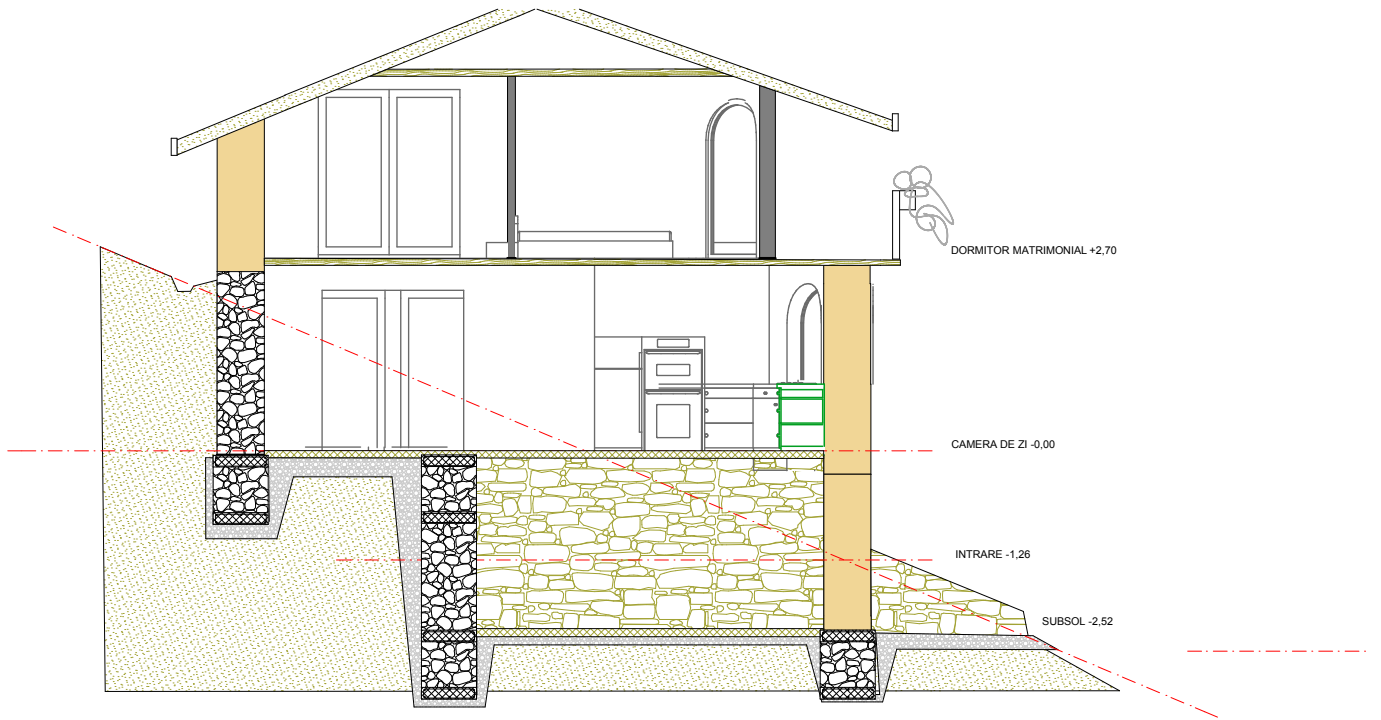 DORMITOR MATRIMONIAL +2,70
CAMERA DE ZI -0,00
INTRARE -1,26
SUBSOL -2,52